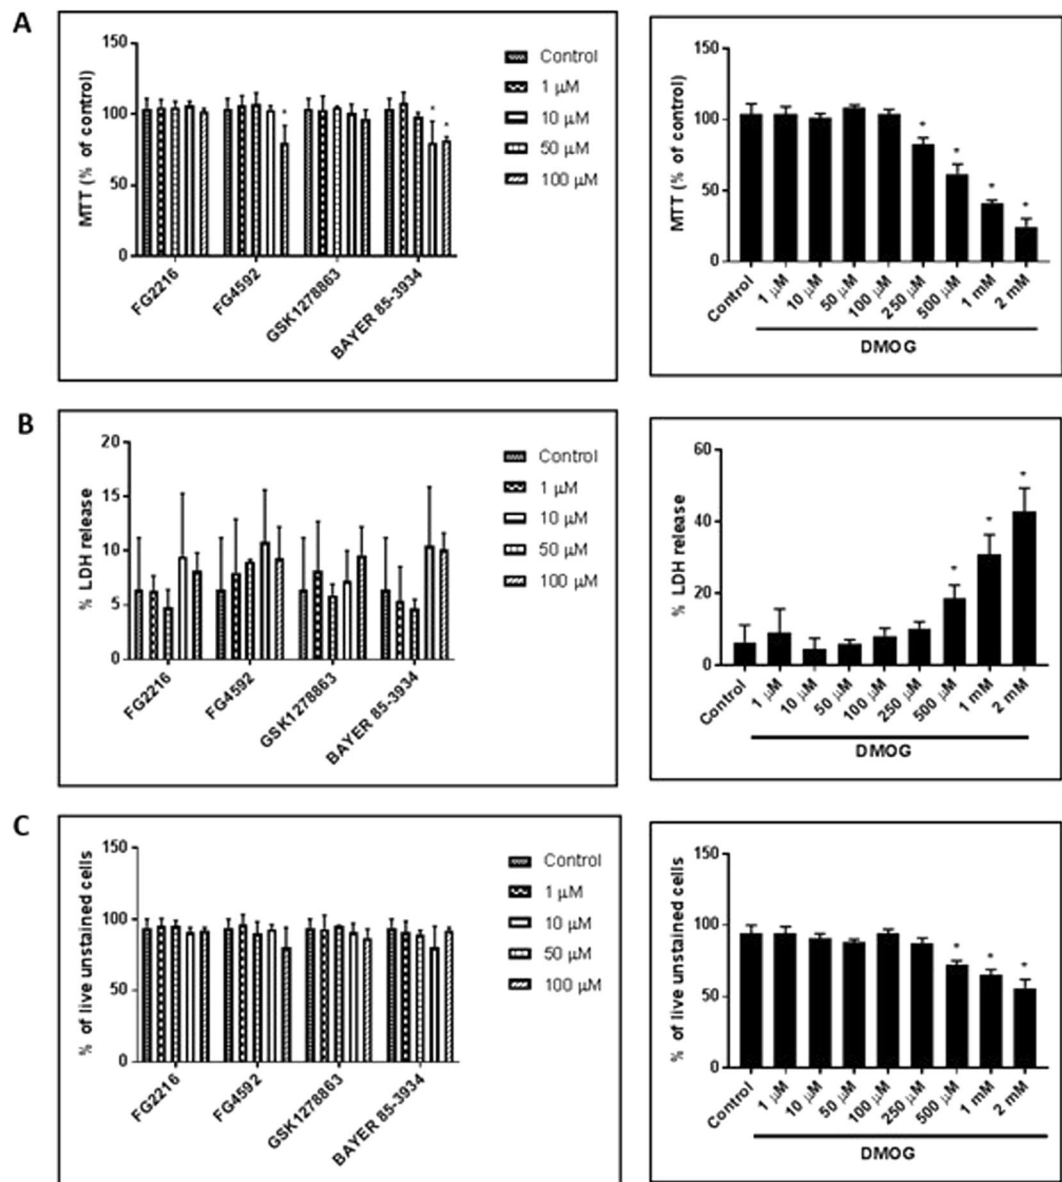 A
MTT (% of control)
150
100
50
0
* * *
FG2216
FG4592
GSK1278863
BAYER 85-3934
Control
1 µM
10 µM
50 µM
100 µM
MTT (% of control)
150
100
50
0
* * * *
Control
1 µM
10 µM
50 µM
100 µM
250 µM
500 µM
1 mM
2 mM
DMOG
B
% LDH release
20
15
10
5
0
FG2216
FG4592
GSK1278863
BAYER 85-3934
Control
1 µM
10 µM
50 µM
100 µM
% LDH release
60
40
20
0
* * *
Control
1 µM
10 µM
50 µM
100 µM
250 µM
500 µM
1 mM
2 mM
DMOG
C
% of live unstained cells
150
100
50
0
FG2216
FG4592
GSK1278863
BAYER 85-3934
Control
1 µM
10 µM
50 µM
100 µM
% of live unstained cells
150
100
50
0
* * *
Control
1 µM
10 µM
50 µM
100 µM
250 µM
500 µM
1 mM
2 mM
DMOG